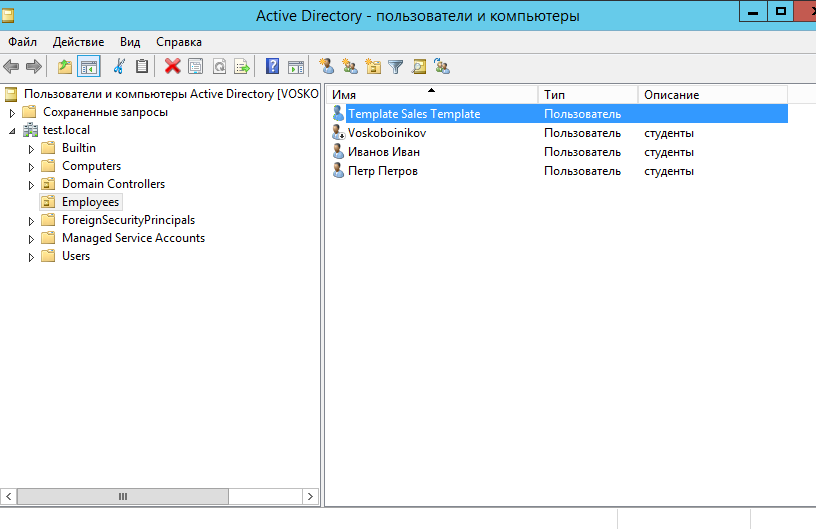 Active Directory - пользователи и компьютеры
Файл Действие Вид Справка
Пользователи и компьютеры Active Directory [VOSKO
Сохраненные запросы
test.local
Builtin
Computers
Domain Controllers
Employees
ForeignSecurityPrincipals
Managed Service Accounts
Users
Имя Тип Описание
Template Sales Template Пользователь
Voskoboinikov Пользователь студенты
Иванов Иван Пользователь студенты
Петр Петров Пользователь студенты